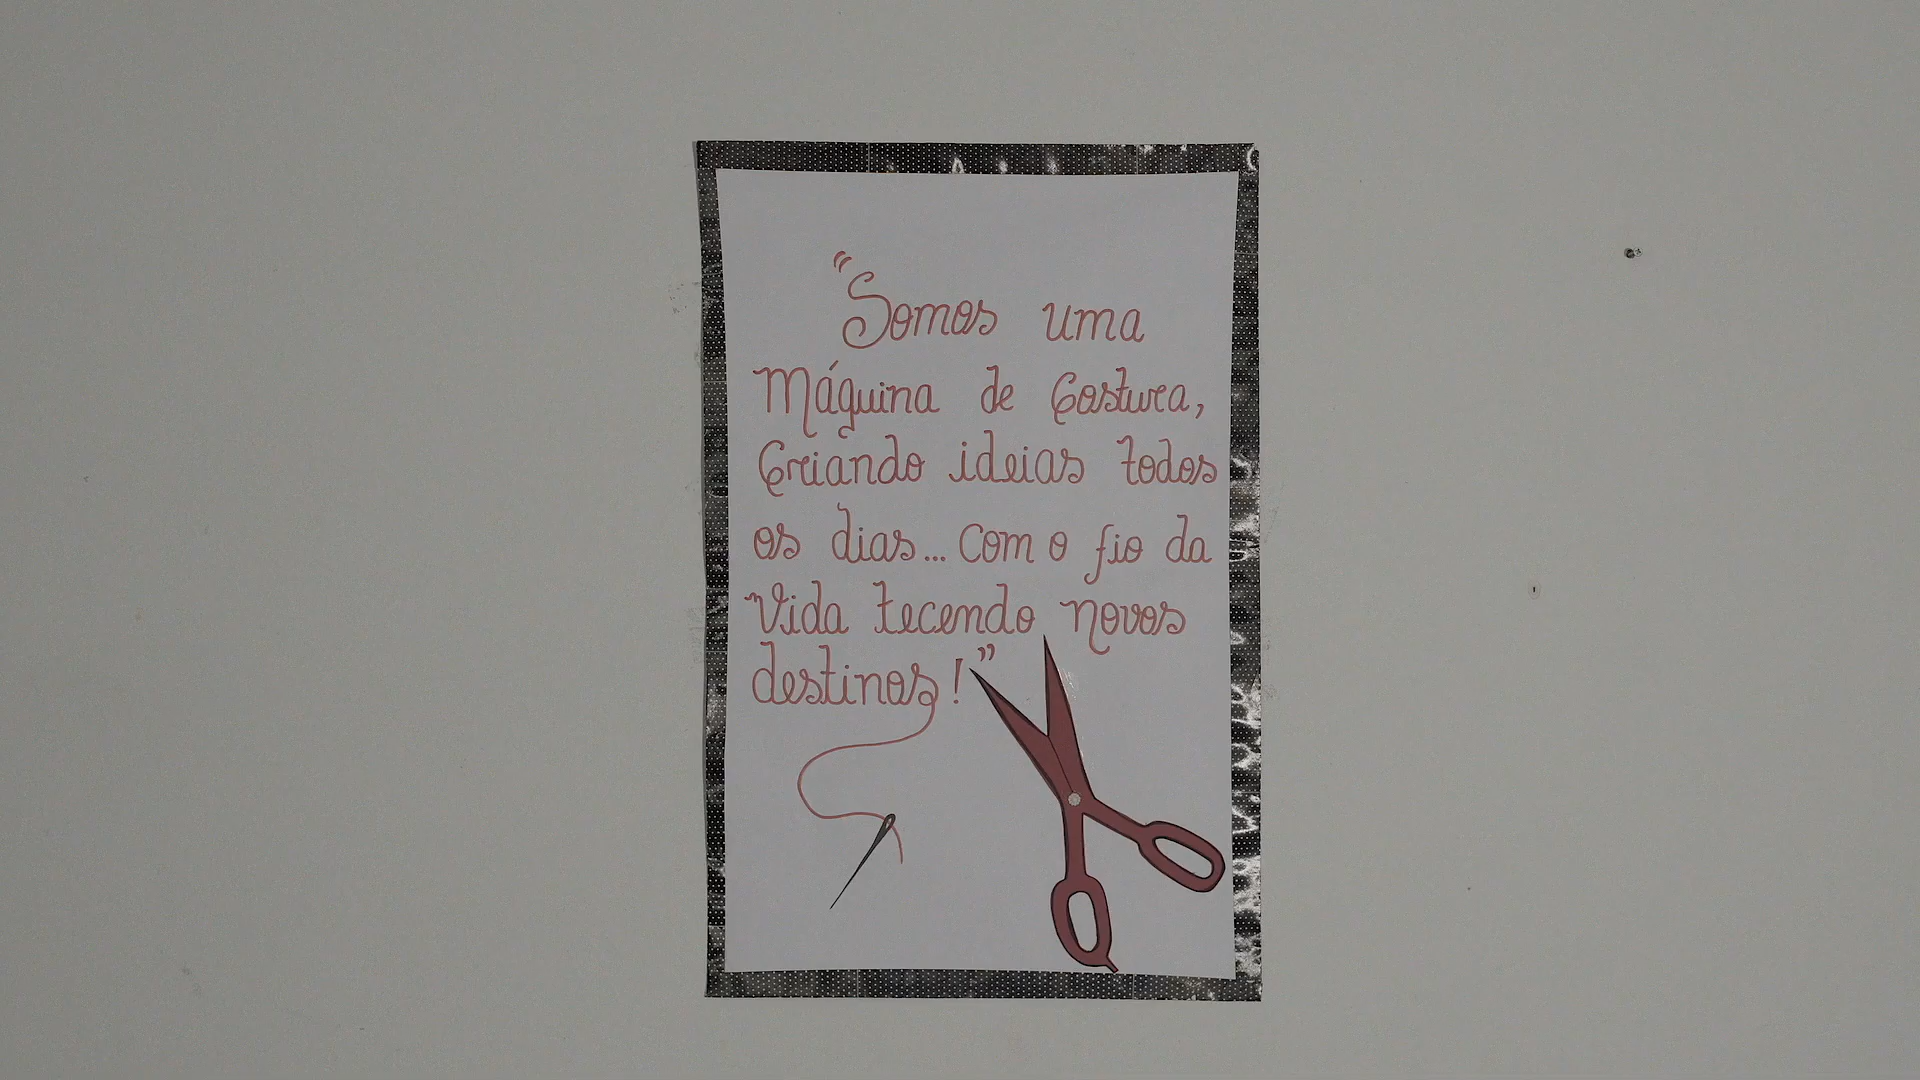 "Somos uma
Máquina de Costura,
Criando ideias todos
os dias... Com o fio da
Vida tecendo novos
destinos!"